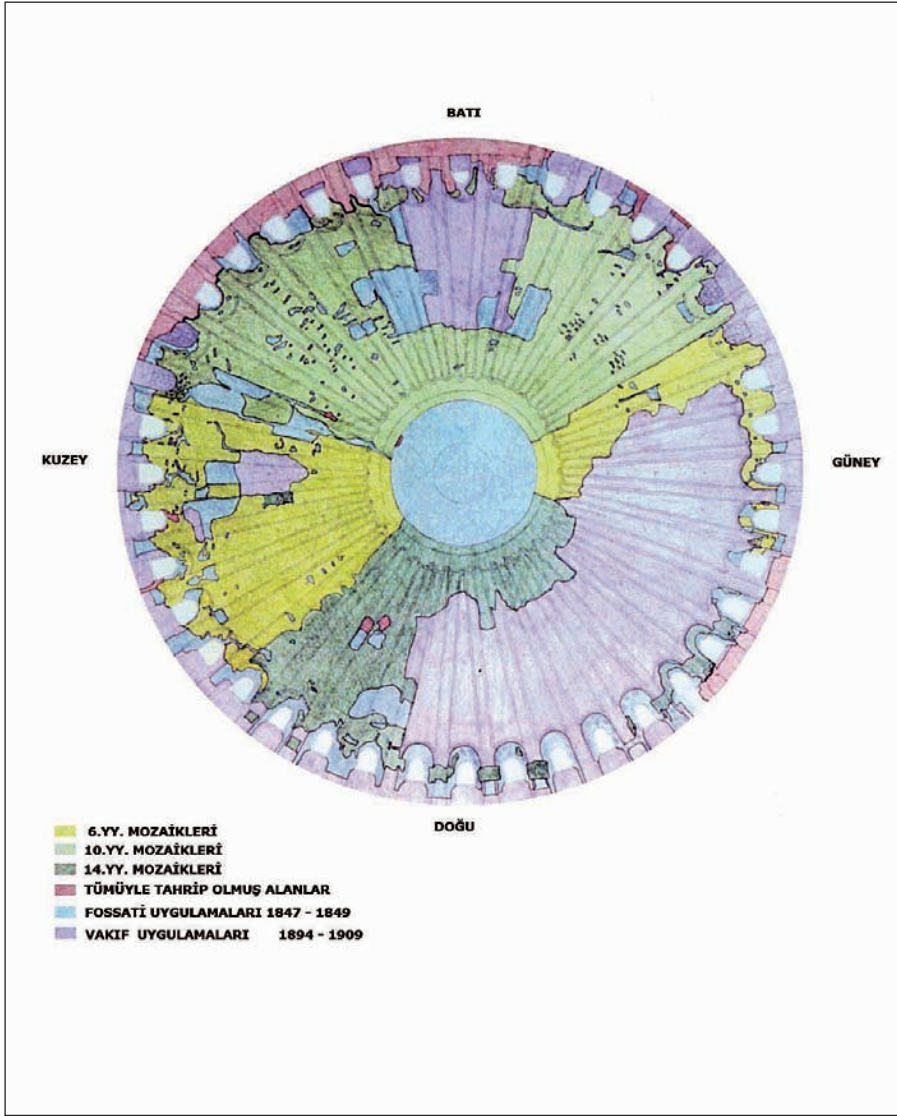 BATI
KUZEY
GÜNEY
DOĞU
6.YY. MOZAİKLERİ
10.YY. MOZAİKLERİ
14.YY. MOZAİKLERİ
TÜMÜYLE TAHRİP OLMUŞ ALANLAR
FOSSATİ UYGULAMALARI 1847 - 1849
VAKIF UYGULAMALARI 1894 - 1909